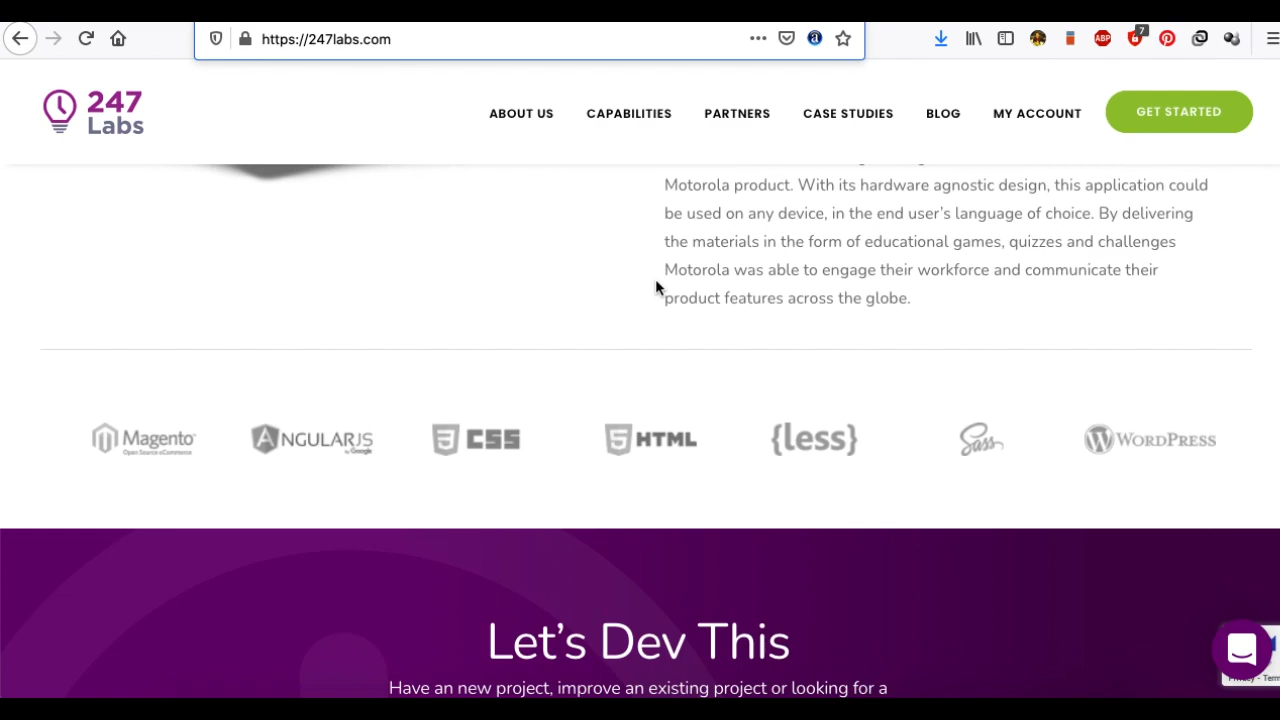 https://247labs.com
7
ABP
247
Labs
ABOUT US
CAPABILITIES
PARTNERS
CASE STUDIES
BLOG
MY ACCOUNT
GET STARTED
Motorola product. With its hardware agnostic design, this application could
be used on any device, in the end user's language of choice. By delivering
the materials in the form of educational games, quizzes and challenges
Motorola was able to engage their workforce and communicate their
product features across the globe.
Magento
Open Source eCommerce
ANGULARJS
by Google
CSS
HTML
{less}
Sass
WORDPRESS
Let's Dev This
Have an new project, improve an existing project or looking for a
Privacy - Term